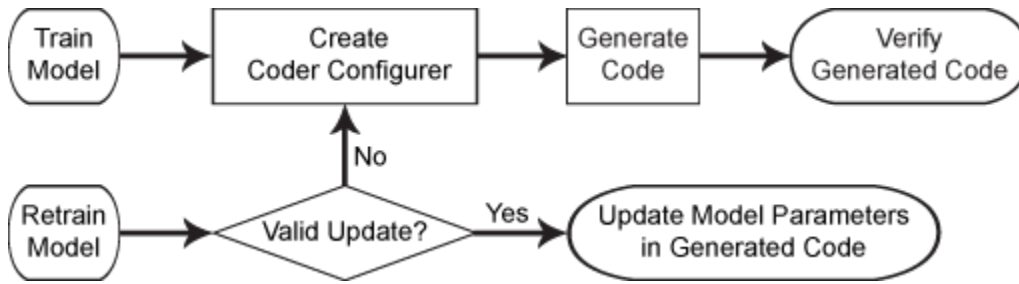 Train
Model
Create
Coder Configurer
Generate
Code
Verify
Generated Code
No
Retrain
Model
Valid Update?
Yes
Update Model Parameters
in Generated Code